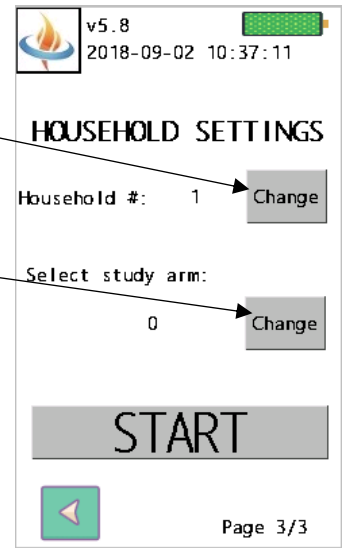 v5.8
2018-09-02 10:37:11
HOUSEHOLD SETTINGS
Household #: 1 Change
Select study arm:
0 Change
START
Page 3/3